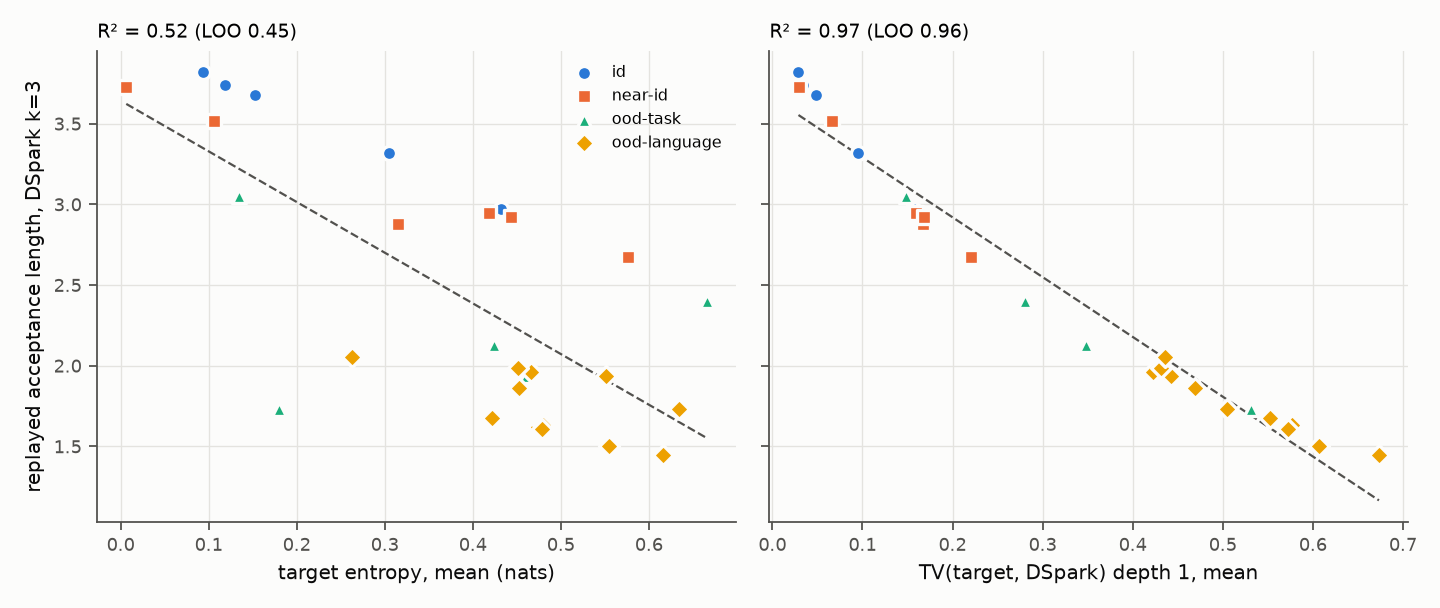 R² = 0.52 (LOO 0.45)
R² = 0.97 (LOO 0.96)
replayed acceptance length, DSpark k=3
3.5
3.0
2.5
2.0
1.5
id
near-id
ood-task
ood-language
0.0 0.1 0.2 0.3 0.4 0.5 0.6
target entropy, mean (nats)
0.0 0.1 0.2 0.3 0.4 0.5 0.6 0.7
TV(target, DSpark) depth 1, mean